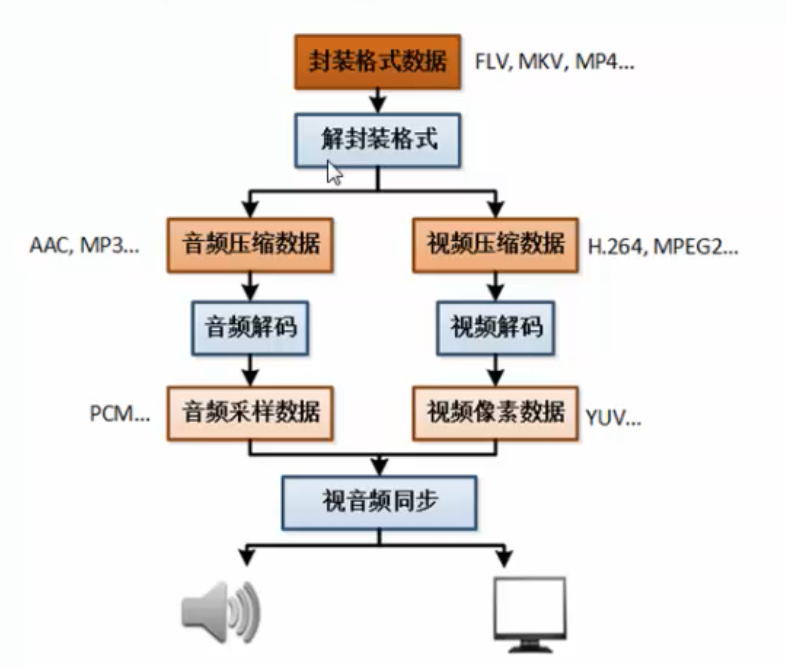 封装格式数据 FLV, MKV, MP4...
解封装格式
AAC, MP3... 音频压缩数据 视频压缩数据 H.264, MPEG2...
音频解码 视频解码
PCM... 音频采样数据 视频像素数据 YUV...
视音频同步